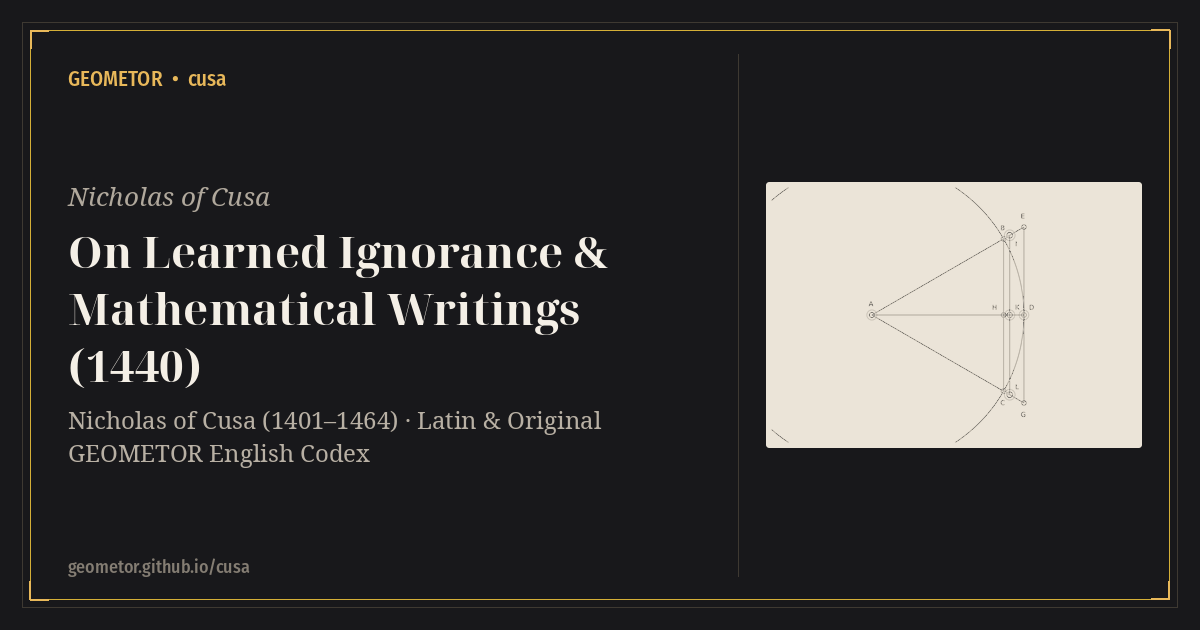 GEOMETOR • cusa
Nicholas of Cusa
On Learned Ignorance &
Mathematical Writings
(1440)
Nicholas of Cusa (1401–1464) · Latin & Original
GEOMETOR English Codex
geometor.github.io/cusa
E
B
A
H
K
D
L
C
G